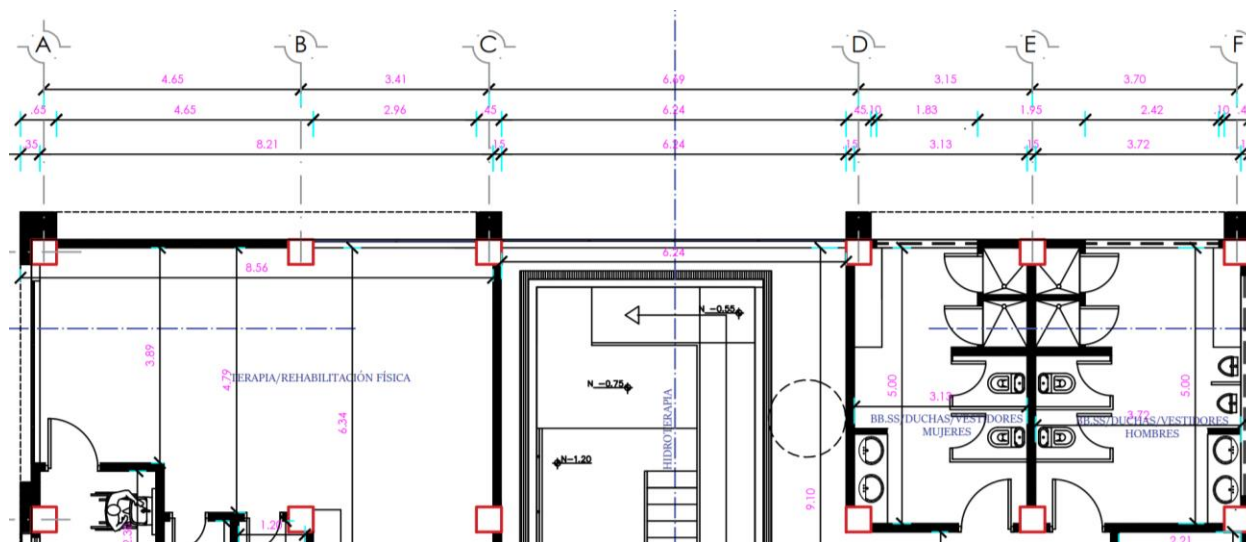 A B C D E F
4.65 3.41 6.69 3.15 3.70
.65 4.65 2.96 .45 6.24 .45 .10 1.83 1.95 2.42 .10 .4
.35 8.21 .15 6.24 .15 3.13 .15 3.72
8.56 6.24
N -0.55
3.89 4.79 6.34
TERAPIA/REHABILITACIÓN FÍSICA
N -0.75
HIDROTERAPIA
5.00 5.00
3.13 3.72
BB.SS/DUCHAS/VESTIDORES
MUJERES
BB.SS/DUCHAS/VESTIDORES
HOMBRES
N-1.20
9.10
1.20
2.21